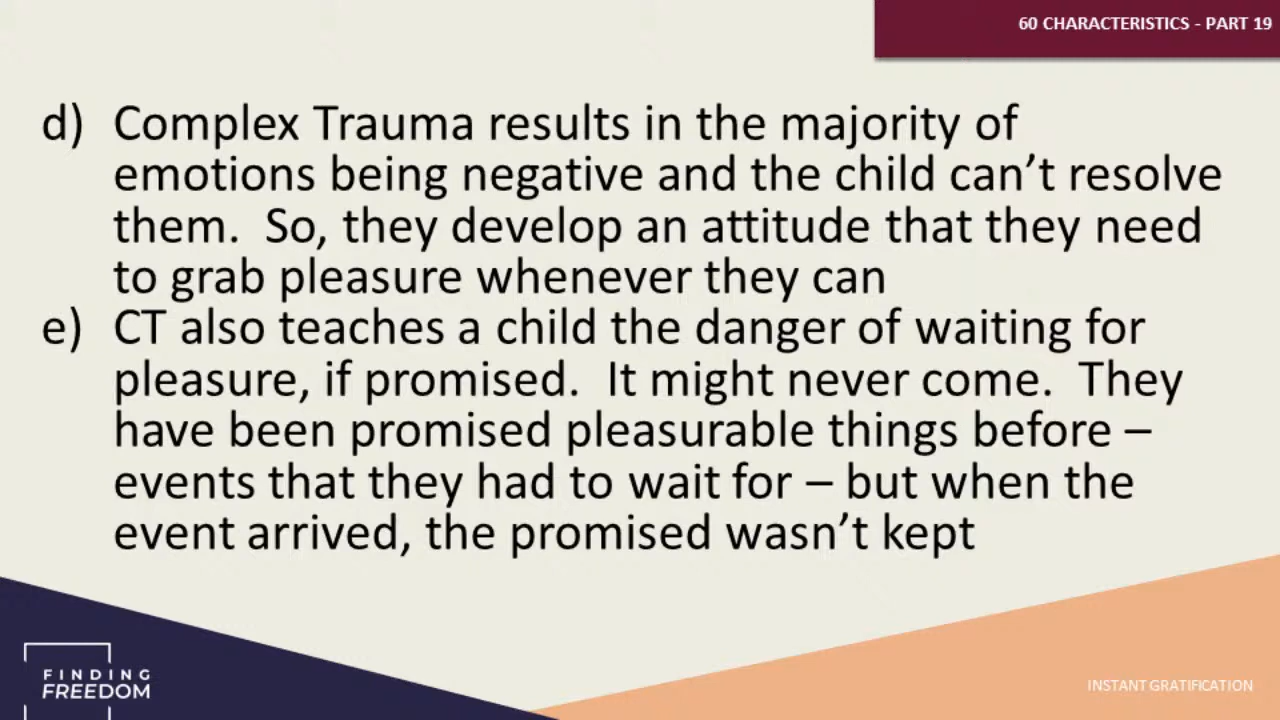 60 CHARACTERISTICS - PART 19
d) Complex Trauma results in the majority of
emotions being negative and the child can’t resolve
them.  So, they develop an attitude that they need
to grab pleasure whenever they can
e) CT also teaches a child the danger of waiting for
pleasure, if promised.  It might never come.  They
have been promised pleasurable things before –
events that they had to wait for – but when the
event arrived, the promised wasn’t kept
FINDING
FREEDOM
INSTANT GRATIFICATION